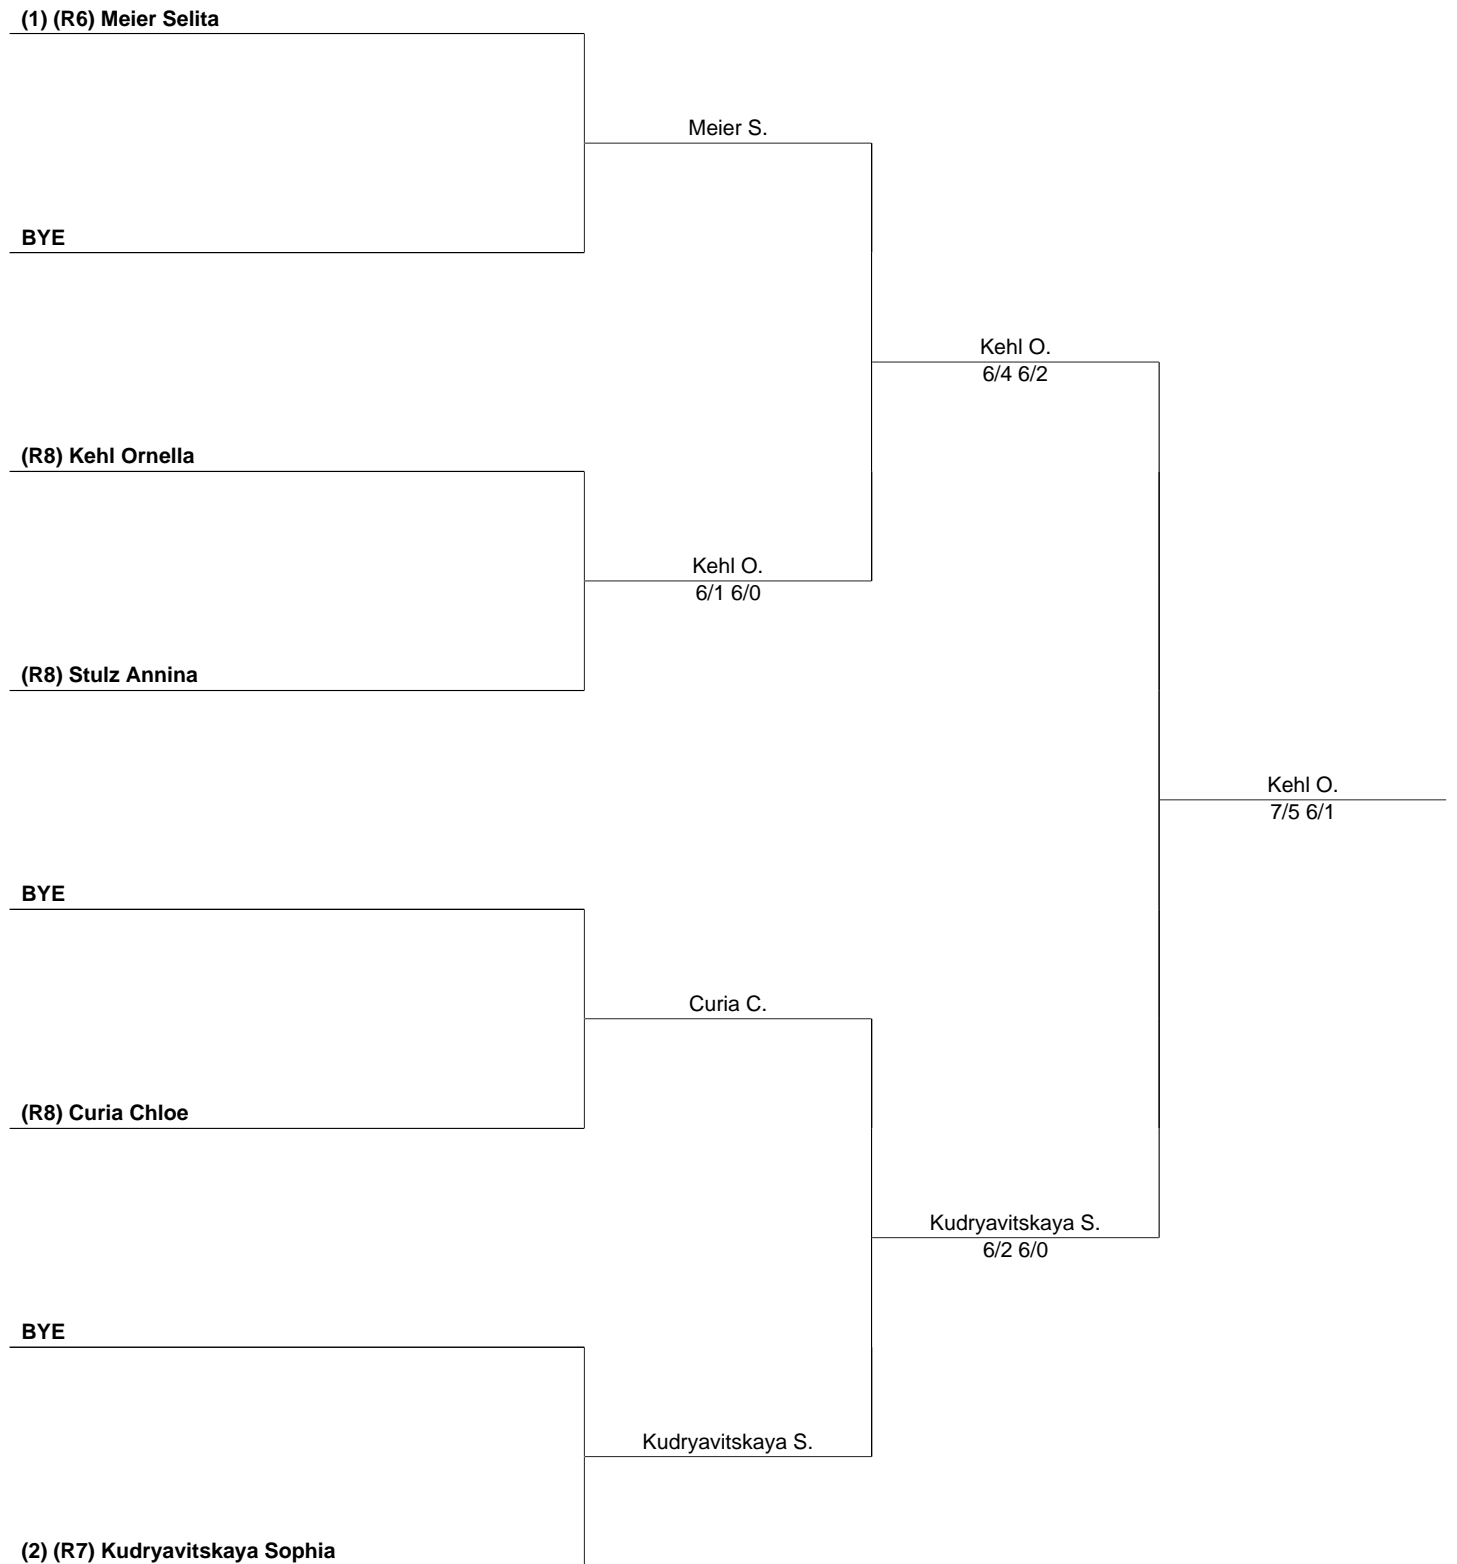 (1) (R6) Meier Selita
Meier S.
BYE
Kehl O.
6/4 6/2
(R8) Kehl Ornella
Kehl O.
6/1 6/0
(R8) Stulz Annina
Kehl O.
7/5 6/1
BYE
Curia C.
(R8) Curia Chloe
Kudryavitskaya S.
6/2 6/0
BYE
Kudryavitskaya S.
(2) (R7) Kudryavitskaya Sophia